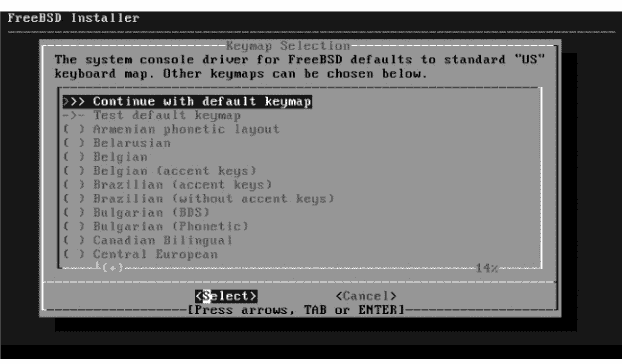 FreeBSD Installer
Keymap Selection
The system console driver for FreeBSD defaults to standard "US"
keyboard map. Other keymaps can be chosen below.
>>> Continue with default keymap
->- Test default keymap
( ) Armenian phonetic layout
( ) Belarusian
( ) Belgian
( ) Belgian (accent keys)
( ) Brazilian (accent keys)
( ) Brazilian (without accent keys)
( ) Bulgarian (BDS)
( ) Bulgarian (Phonetic)
( ) Canadian Bilingual
( ) Central European
(+) 14%
<Select> <Cancel>
[Press arrows, TAB or ENTER]